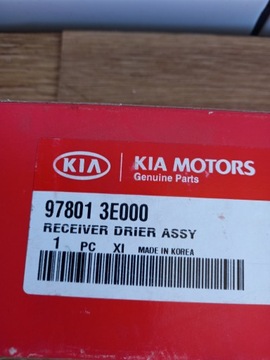 KIA
KIA MOTORS
Genuine Parts
97801 3E000
RECEIVER DRIER ASSY
1 PC XI MADE IN KOREA